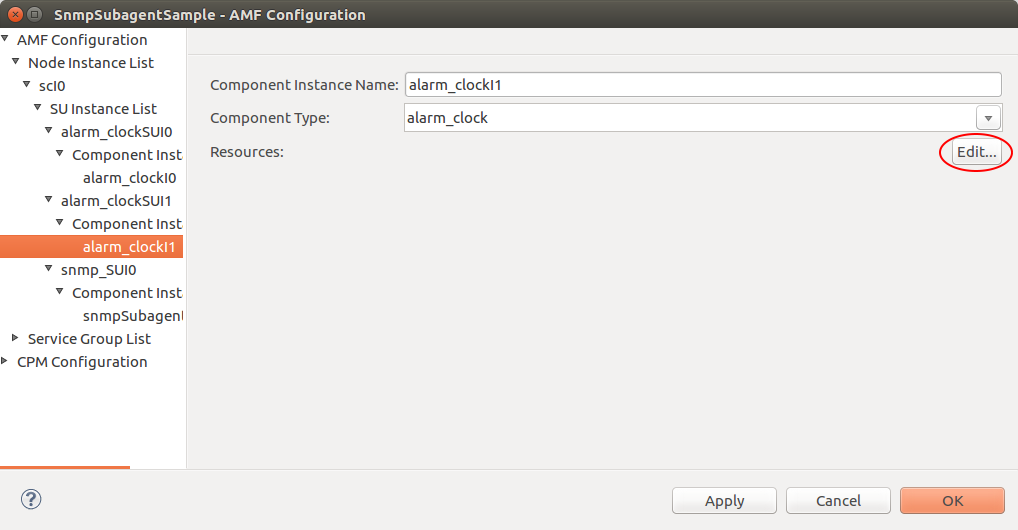 SnmpSubagentSample - AMF Configuration
AMF Configuration
Node Instance List
scI0
SU Instance List
alarm_clockSUI0
Component Inst
alarm_clockI0
alarm_clockSUI1
Component Inst
alarm_clockI1
snmp_SUI0
Component Inst
snmpSubagent
Service Group List
CPM Configuration
Component Instance Name: alarm_clockI1
Component Type: alarm_clock
Resources: Edit...
? Apply Cancel OK